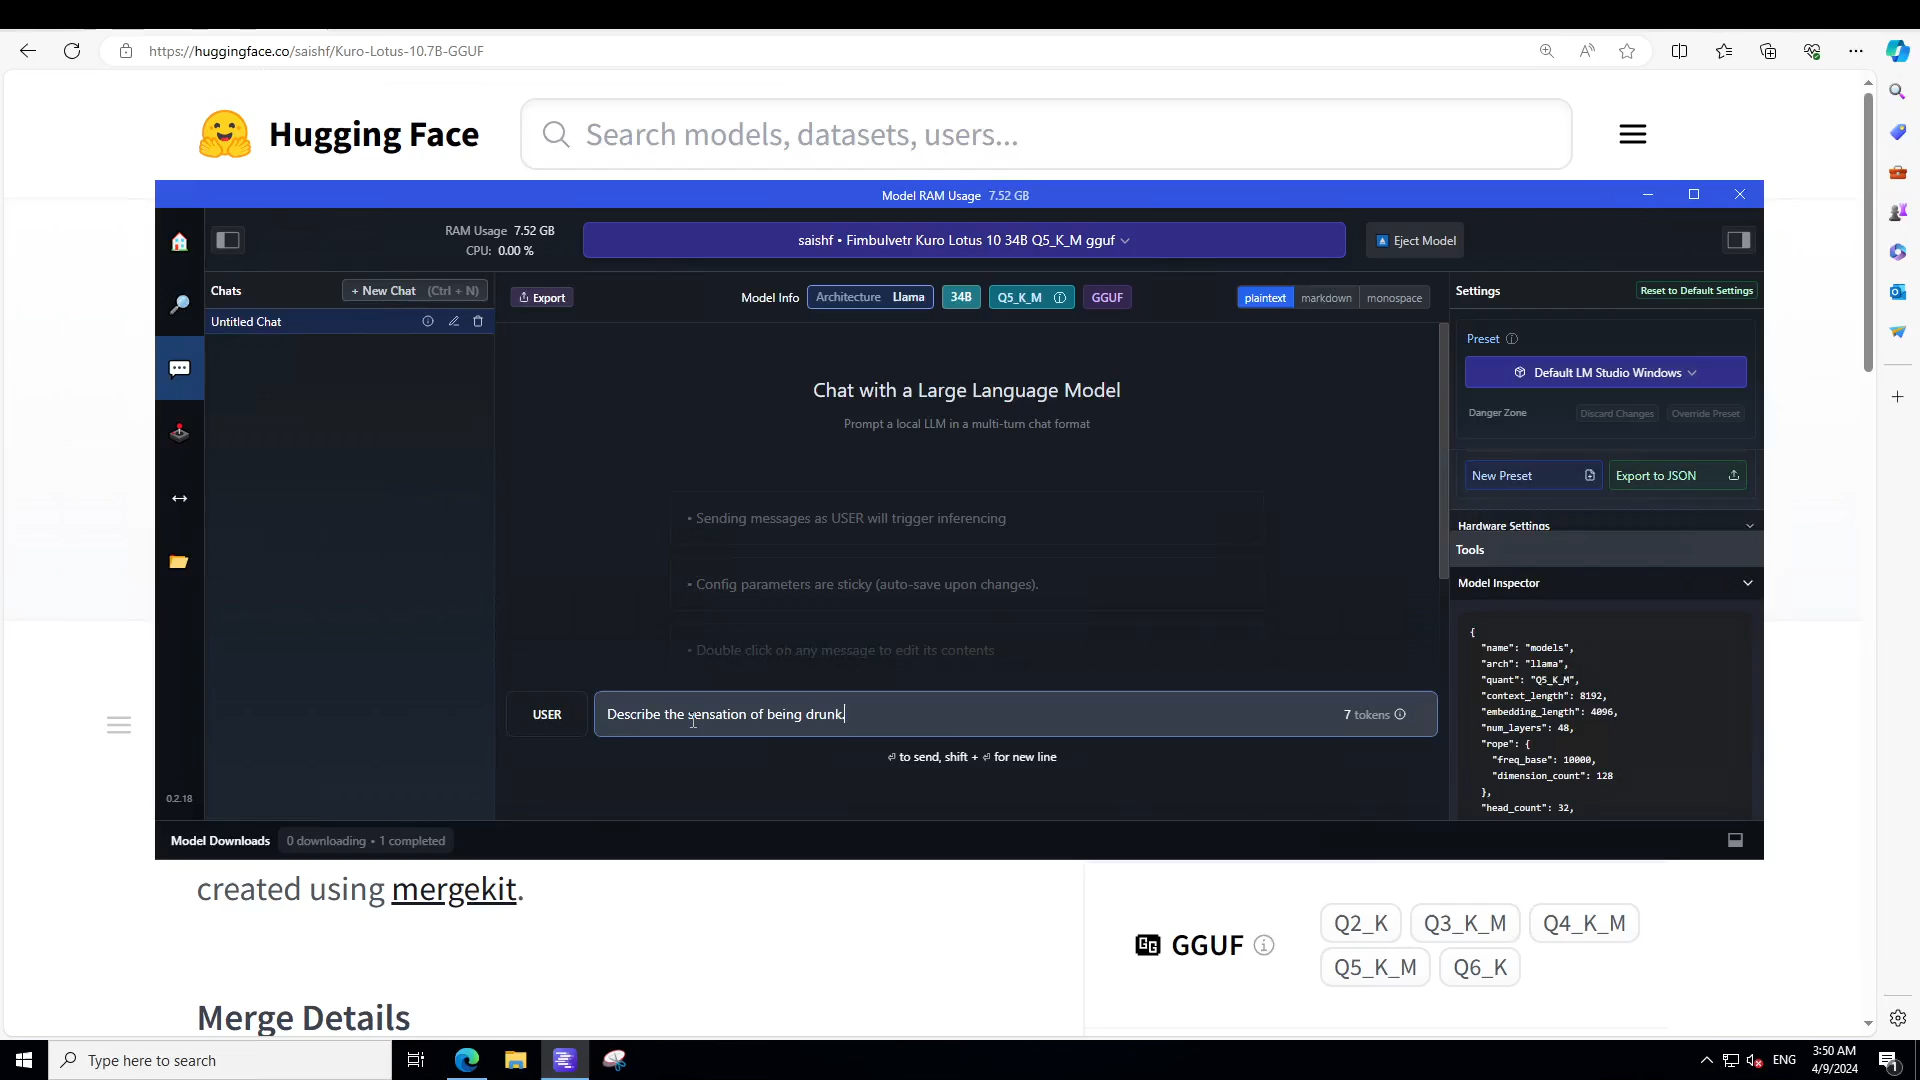 https://huggingface.co/saishf/Kuro-Lotus-10.7B-GGUF
Hugging Face
Search models, datasets, users...
Model RAM Usage 7.52 GB
RAM Usage 7.52 GB
CPU: 0.00 %
saishf • Fimbulvetr Kuro Lotus 10 34B Q5_K_M gguf
Eject Model
Chats
+ New Chat (Ctrl + N)
Untitled Chat
Export
Model Info Architecture Llama 34B Q5_K_M GGUF
plaintext markdown monospace
Chat with a Large Language Model
Prompt a local LLM in a multi-turn chat format
• Sending messages as USER will trigger inferencing
• Config parameters are sticky (auto-save upon changes).
• Double click on any message to edit its contents
USER
Describe the sensation of being drunk.
7 tokens
⏎ to send, shift + ⏎ for new line
Settings
Reset to Default Settings
Preset
Default LM Studio Windows
Danger Zone Discard Changes Override Preset
New Preset Export to JSON
Hardware Settings
Tools
Model Inspector
{
"name": "models",
"arch": "llama",
"quant": "Q5_K_M",
"context_length": 8192,
"embedding_length": 4096,
"num_layers": 48,
"rope": {
"freq_base": 10000,
"dimension_count": 128
},
"head_count": 32,
0.2.18
Model Downloads 0 downloading • 1 completed
created using mergekit.
Merge Details
GGUF
Q2_K Q3_K_M Q4_K_M
Q5_K_M Q6_K
Type here to search
ENG
3:50 AM
4/9/2024
1